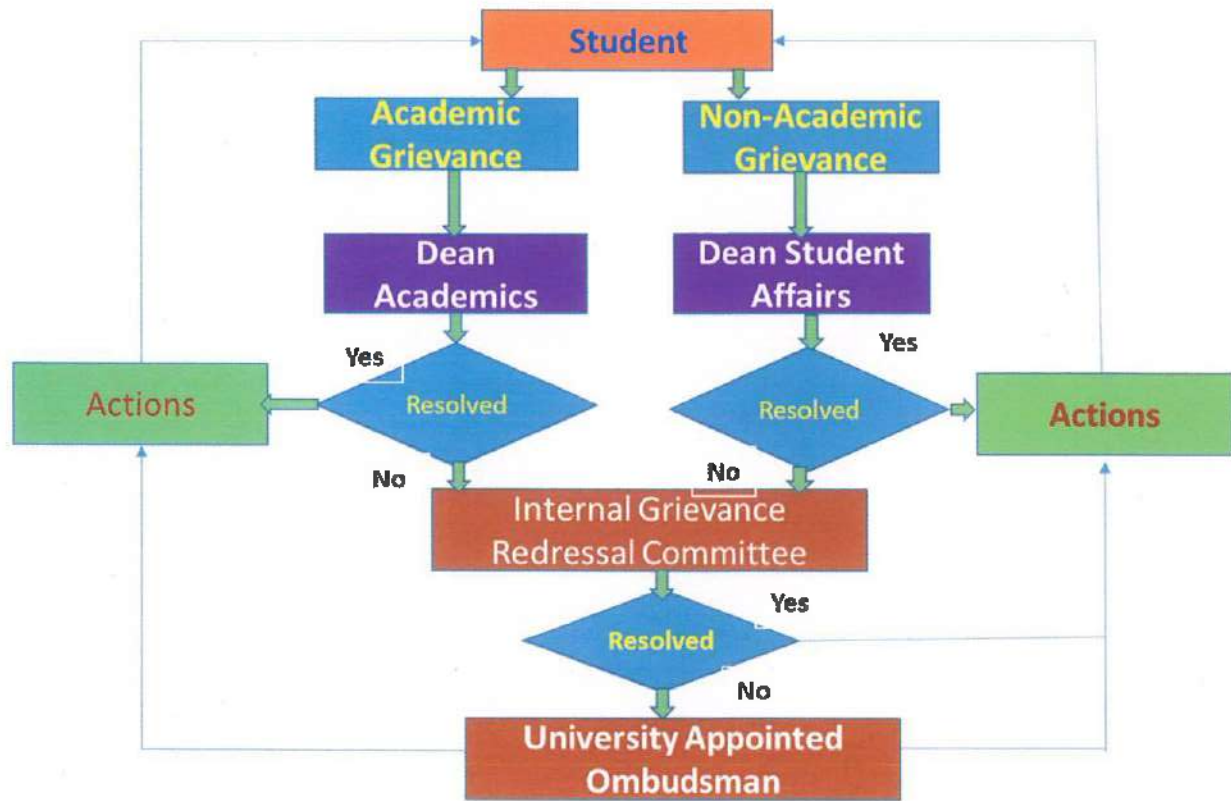 Student
Academic
Grievance
Non-Academic
Grievance
Dean
Academics
Dean Student
Affairs
Yes
Yes
Actions
Resolved
Resolved
Actions
No
No
Internal Grievance
Redressal Committee
Yes
Resolved
No
University Appointed
Ombudsman